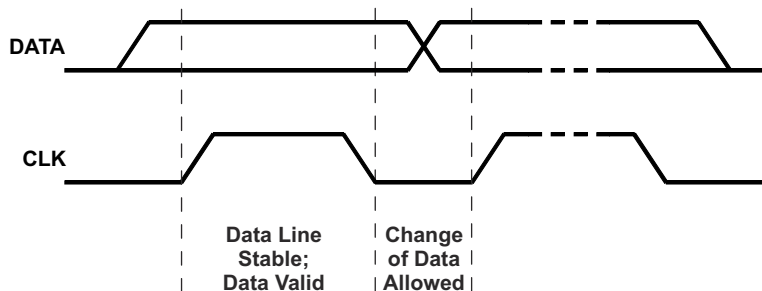 DATA
CLK
Data Line
Stable;
Data Valid
Change
of Data
Allowed